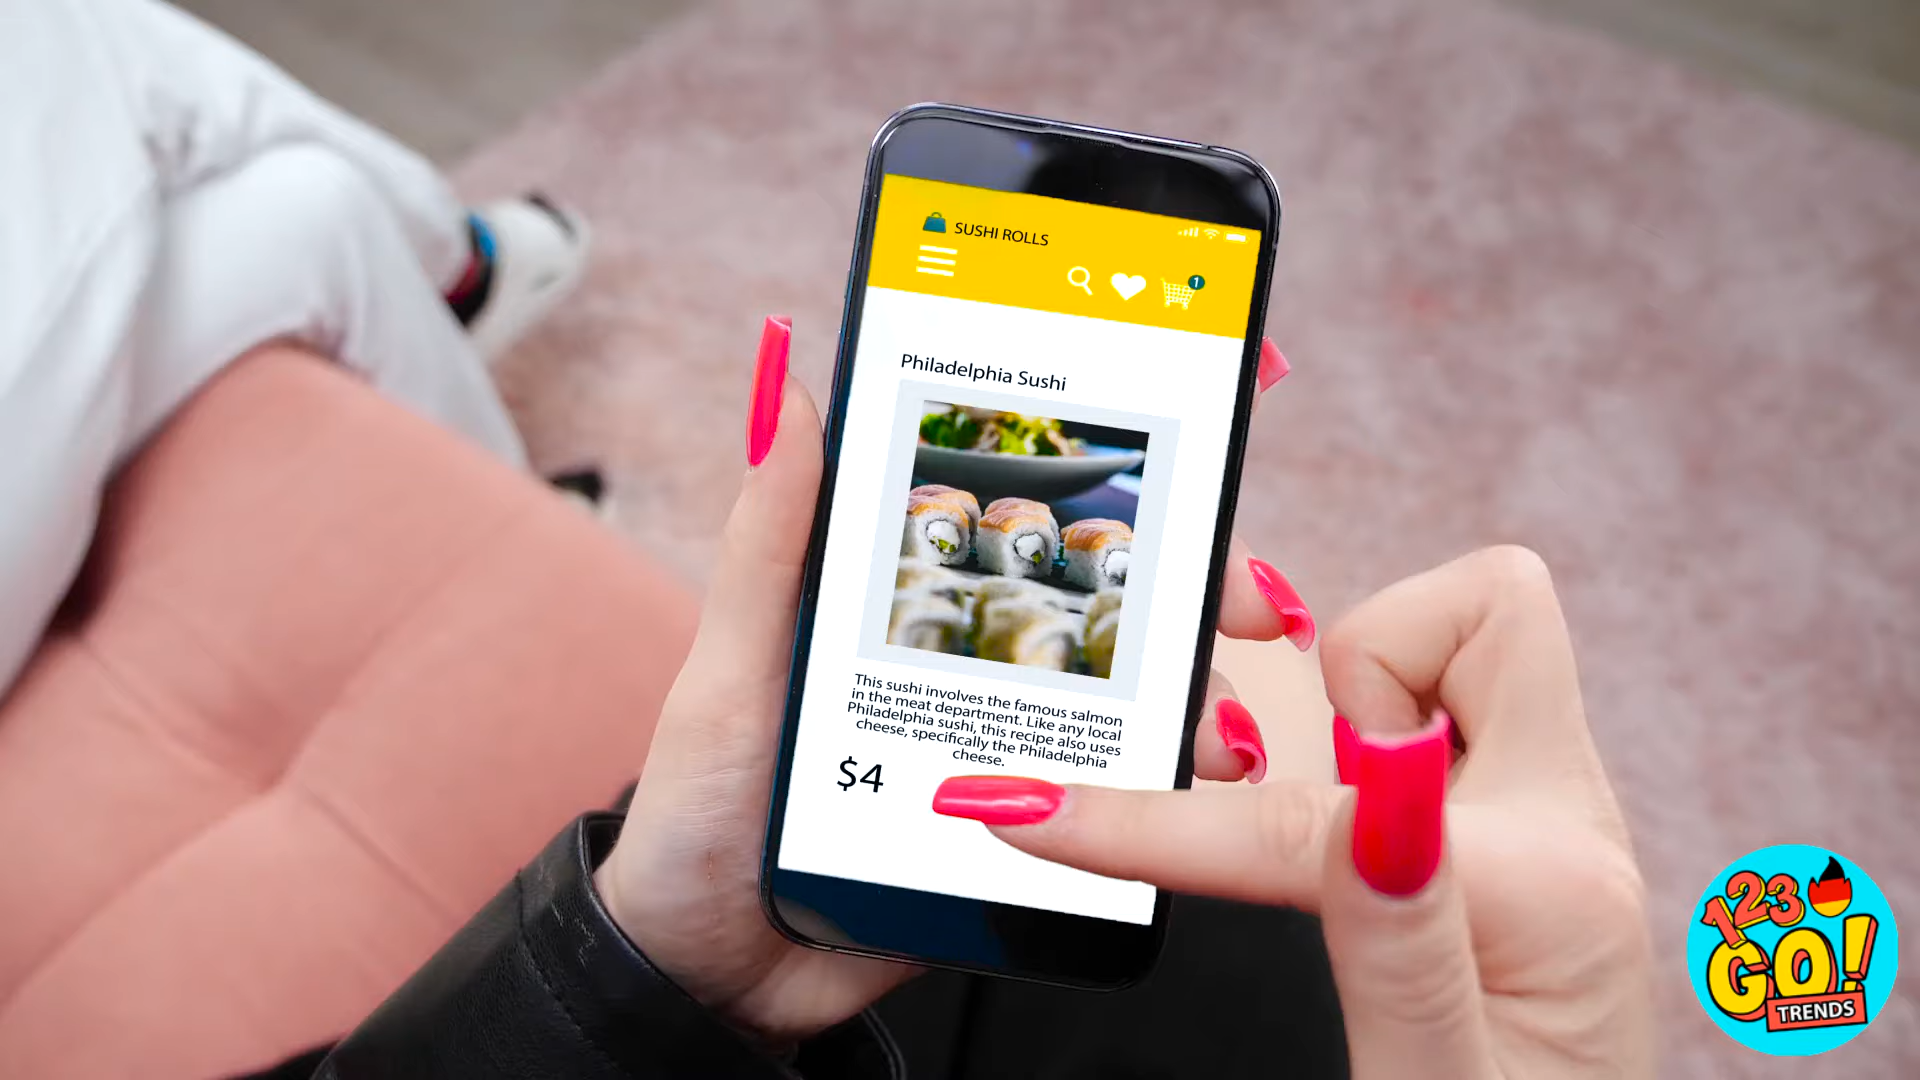 SUSHI ROLLS
1
Philadelphia Sushi
This sushi involves the famous salmon
in the meat department. Like any local
Philadelphia sushi, this recipe also uses
cheese, specifically the Philadelphia
cheese.
$4
123
GO!
TRENDS